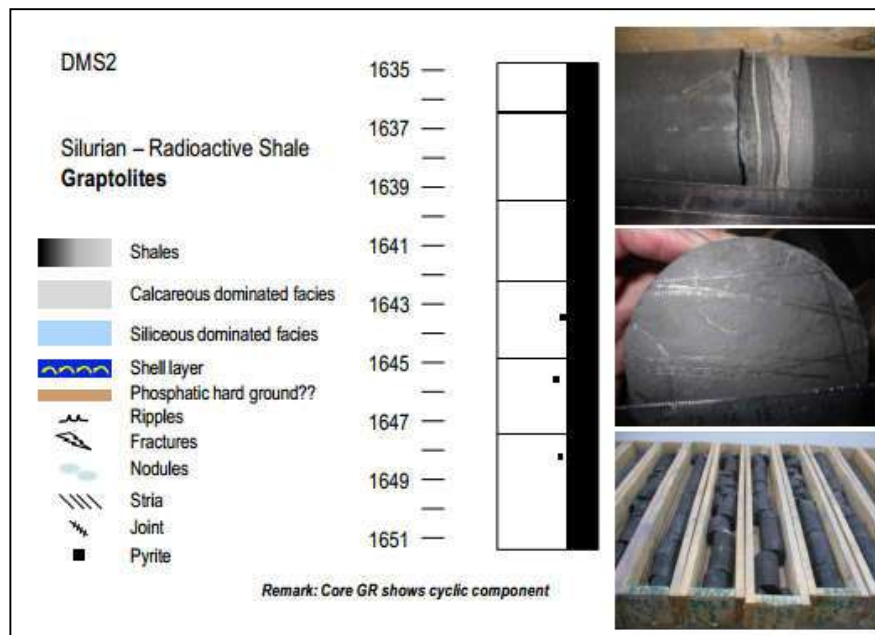 DMS2
Silurian – Radioactive Shale
Graptolites
Shales
Calcareous dominated facies
Siliceous dominated facies
Shell layer
Phosphatic hard ground??
Ripples
Fractures
Nodules
Stria
Joint
Pyrite
1635
1637
1639
1641
1643
1645
1647
1649
1651
Remark: Core GR shows cyclic component